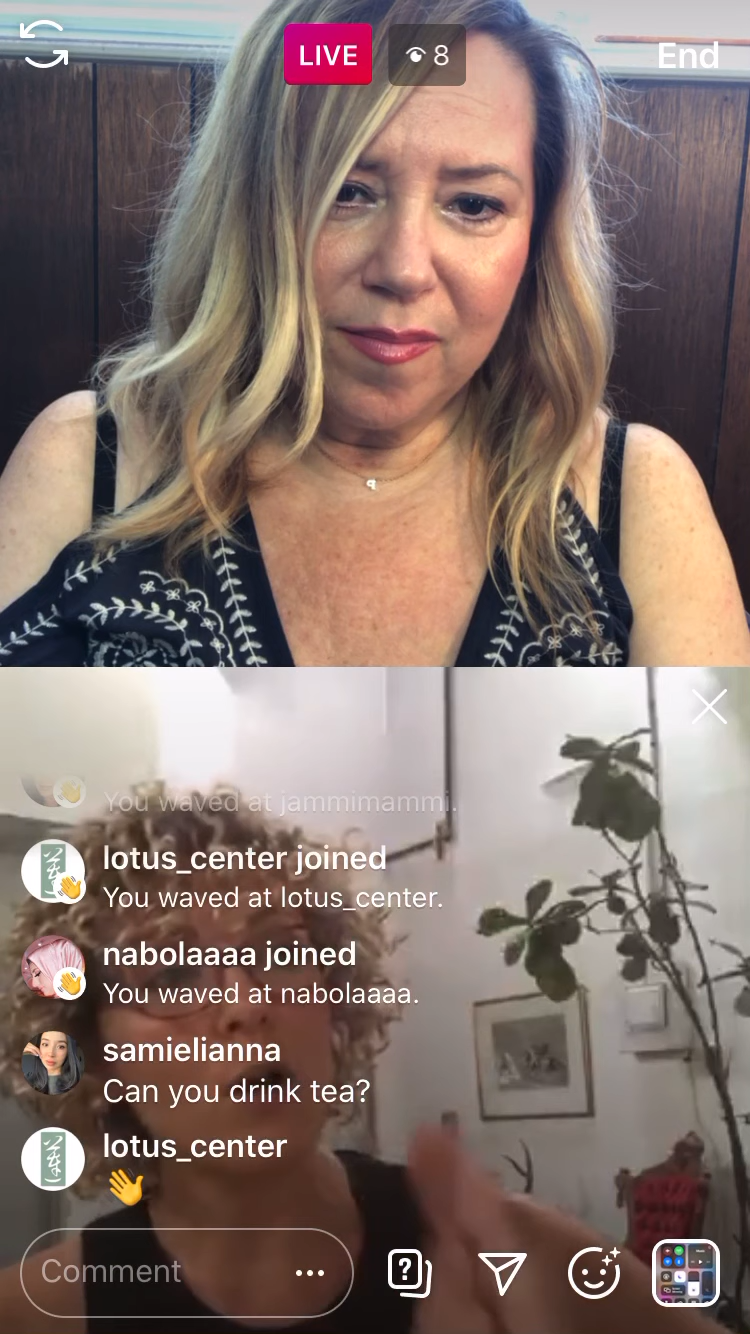 LIVE
8
End
You waved at jammimammi.
lotus_center joined
You waved at lotus_center.
nabolaaaa joined
You waved at nabolaaaa.
samielianna
Can you drink tea?
lotus_center
👋
Comment